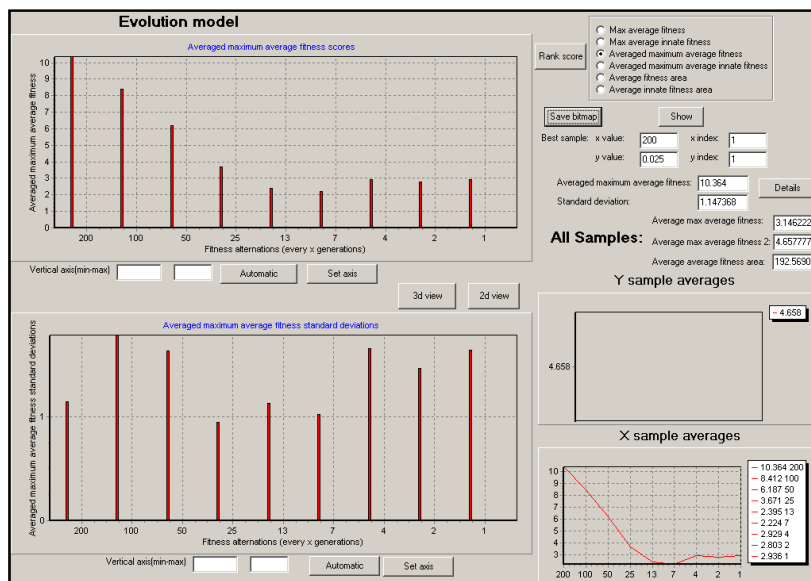 Evolution model
Averaged maximum average fitness scores
Averaged maximum average fitness
10
9
8
7
6
5
4
3
2
1
0
200 100 50 25 13 7 4 2 1
Fitness alternations (every x generations)
Vertical axis(min-max)
Automatic
Set axis
3d view
2d view
Averaged maximum average fitness standard deviations
Averaged maximum average fitness standard deviations
1
200 100 50 25 13 7 4 2 1
Fitness alternations (every x generations)
Vertical axis(min-max)
Automatic
Set axis
Rank score
Max average fitness
Max average innate fitness
Averaged maximum average fitness
Averaged maximum average innate fitness
Average fitness area
Average innate fitness area
Save bitmap
Show
Best sample: x value: 200 x index: 1
y value: 0.025 y index: 1
Averaged maximum average fitness: 10.364
Standard deviation: 1.147368
Details
All Samples:
Average max average fitness: 3.146222
Average max average fitness 2: 4.657777
Average average fitness area: 192.5690
Y sample averages
4.658
4.658
X sample averages
10
9
8
7
6
5
4
3
200 100 50 25 13 7 4 2 1
10.364 200
8.412 100
6.187 50
3.671 25
2.395 13
2.224 7
2.929 4
2.803 2
2.936 1